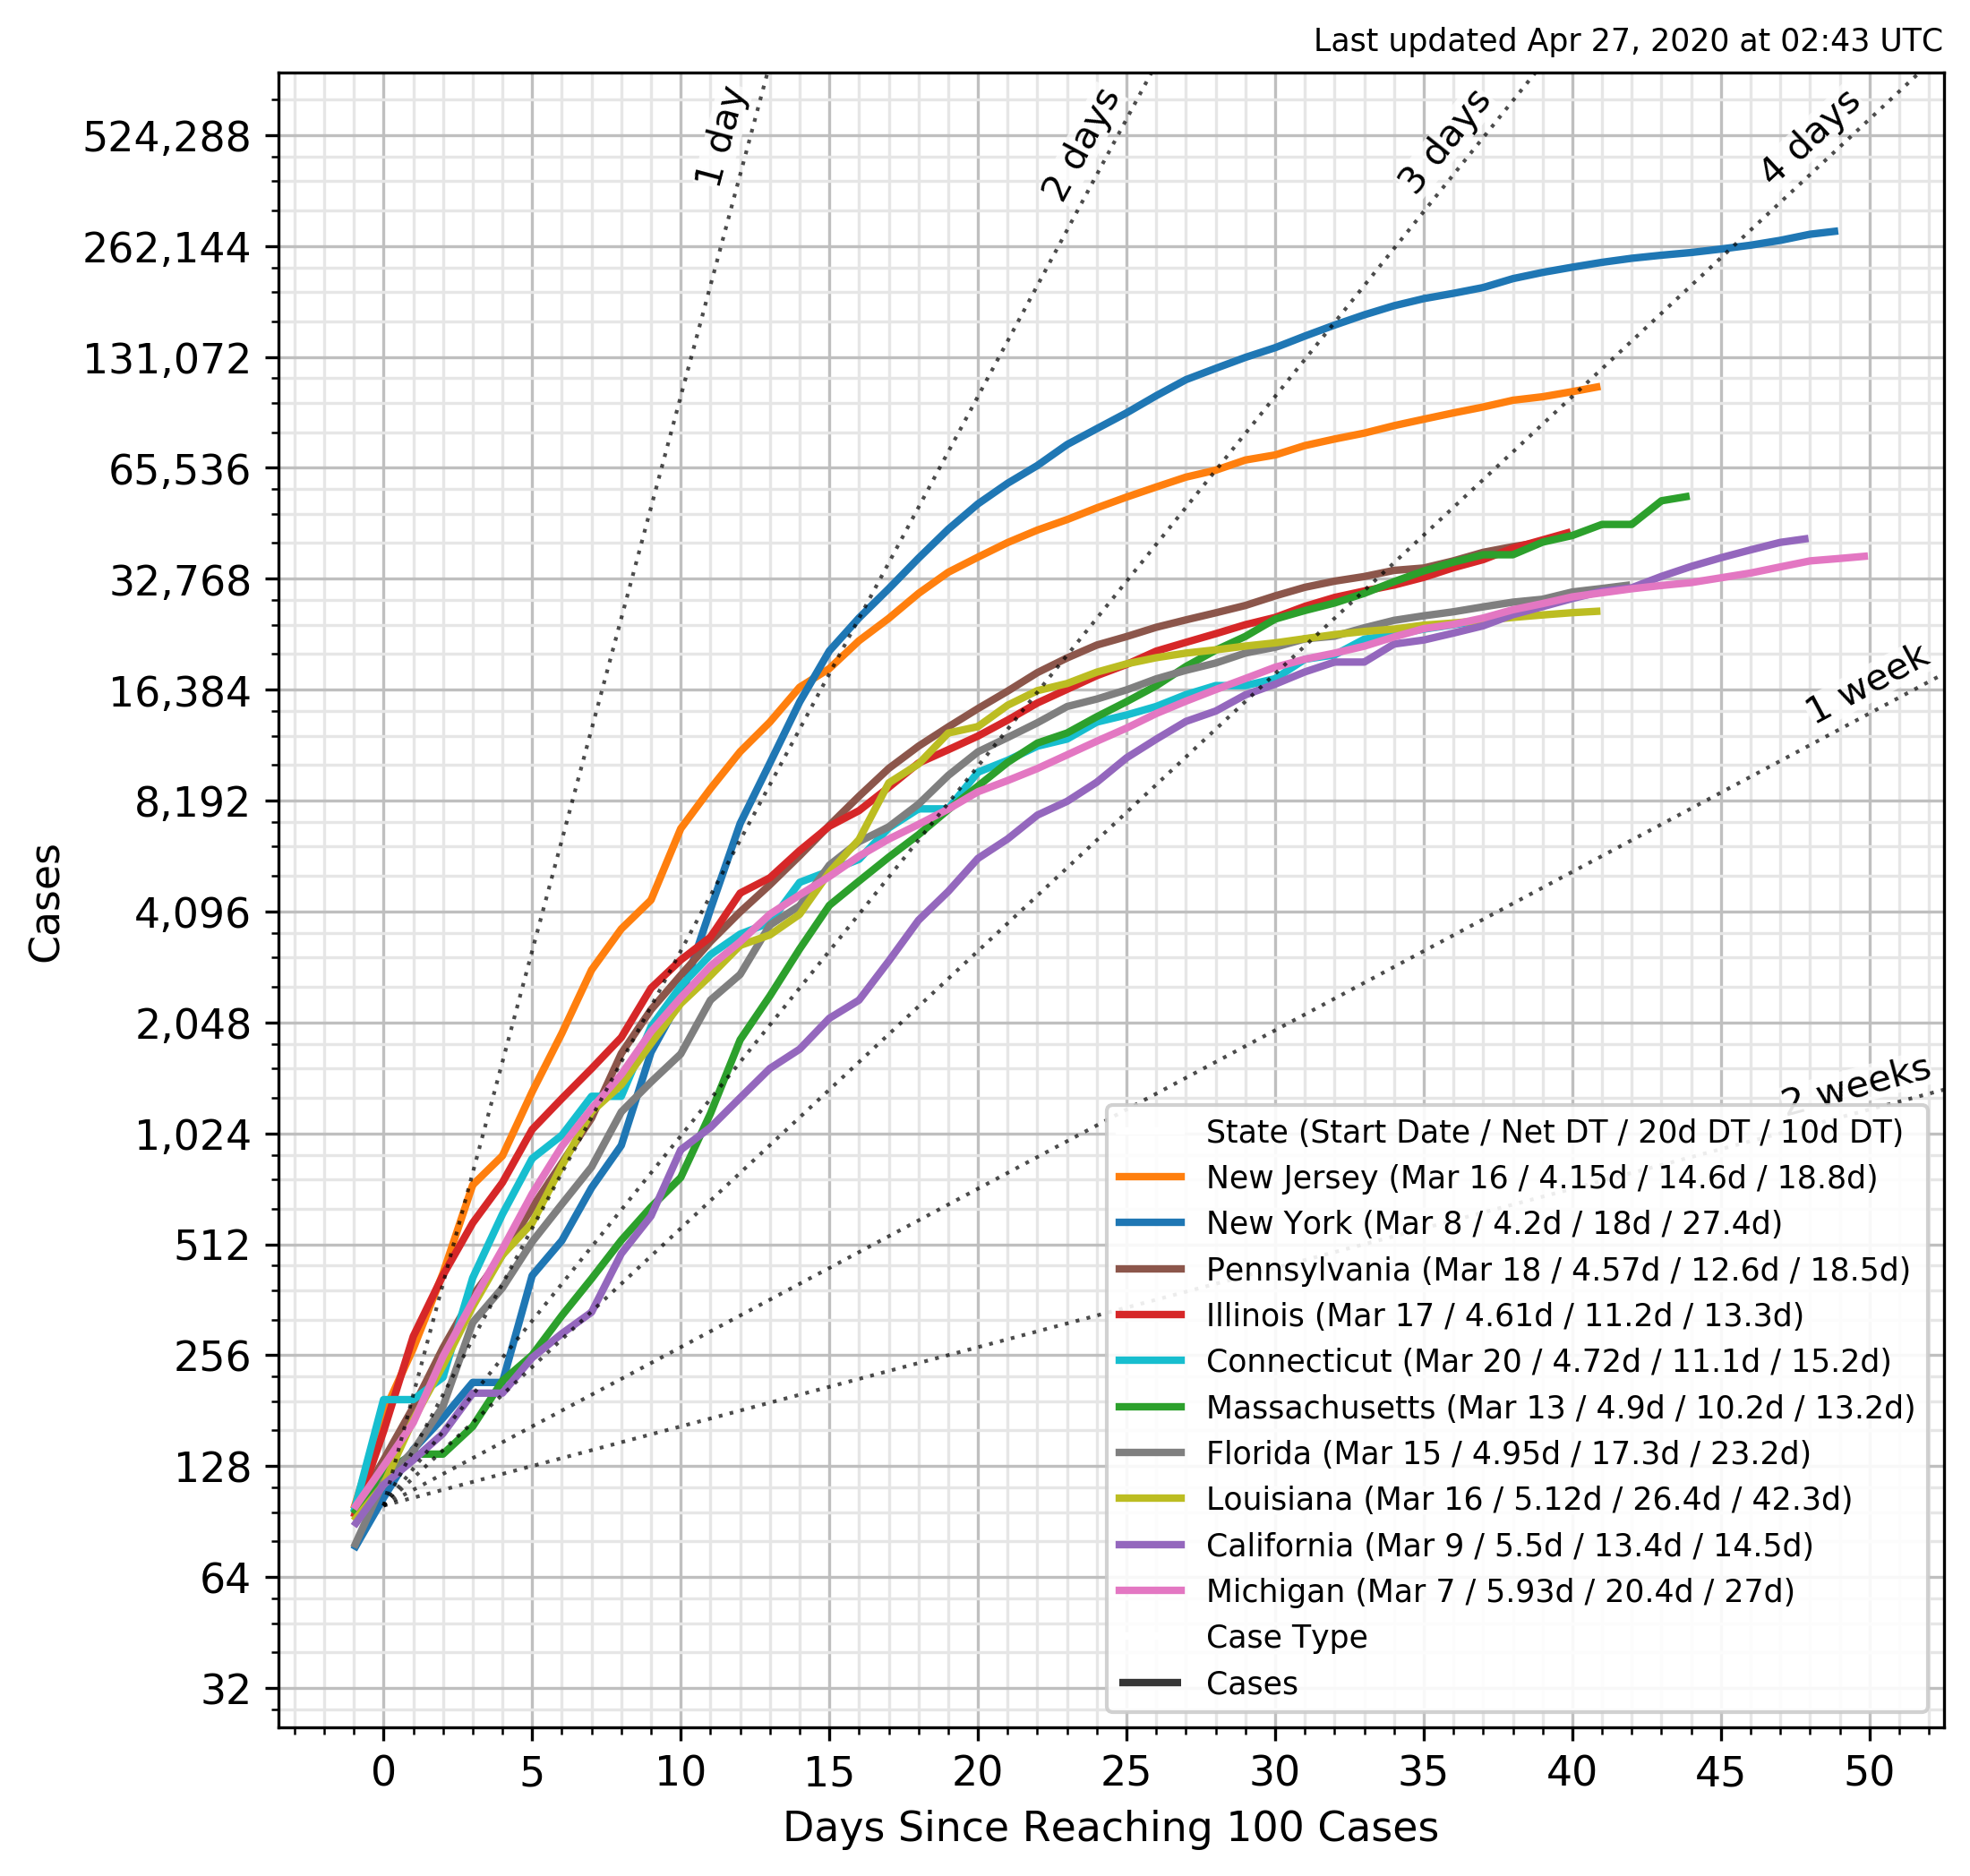 Last updated Apr 27, 2020 at 02:43 UTC
1 day
2 days
3 days
4 days
1 week
2 weeks
524,288
262,144
131,072
65,536
32,768
16,384
8,192
4,096
2,048
1,024
512
256
128
64
32
Cases
State (Start Date / Net DT / 20d DT / 10d DT)
New Jersey (Mar 16 / 4.15d / 14.6d / 18.8d)
New York (Mar 8 / 4.2d / 18d / 27.4d)
Pennsylvania (Mar 18 / 4.57d / 12.6d / 18.5d)
Illinois (Mar 17 / 4.61d / 11.2d / 13.3d)
Connecticut (Mar 20 / 4.72d / 11.1d / 15.2d)
Massachusetts (Mar 13 / 4.9d / 10.2d / 13.2d)
Florida (Mar 15 / 4.95d / 17.3d / 23.2d)
Louisiana (Mar 16 / 5.12d / 26.4d / 42.3d)
California (Mar 9 / 5.5d / 13.4d / 14.5d)
Michigan (Mar 7 / 5.93d / 20.4d / 27d)
Case Type
Cases
0 5 10 15 20 25 30 35 40 45 50
Days Since Reaching 100 Cases